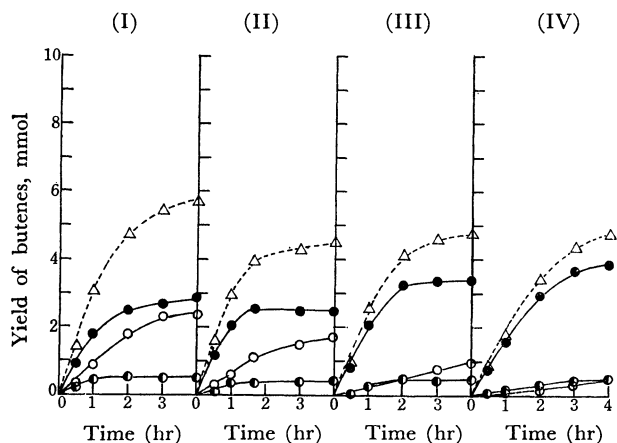 (I) (II) (III) (IV)
Yield of butenes, mmol
10
8
6
4
2
0
0 1 2 3 0 1 2 3 0 1 2 3 0 1 2 3 4
Time (hr) Time (hr) Time (hr) Time (hr)